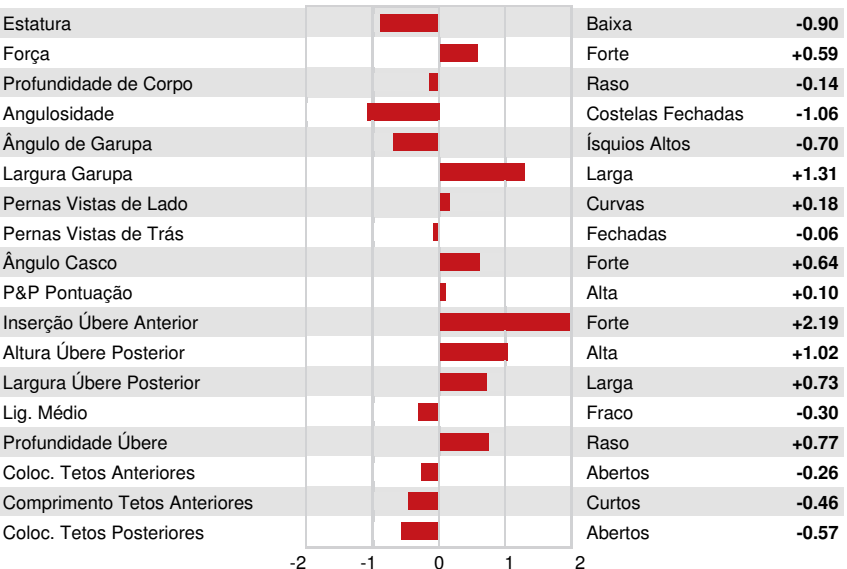 Estatura Baixa -0.90
Força Forte +0.59
Profundidade de Corpo Raso -0.14
Angulosidade Costelas Fechadas -1.06
Ângulo de Garupa Ísquios Altos -0.70
Largura Garupa Larga +1.31
Pernas Vistas de Lado Curvas +0.18
Pernas Vistas de Trás Fechadas -0.06
Ângulo Casco Forte +0.64
P&P Pontuação Alta +0.10
Inserção Úbere Anterior Forte +2.19
Altura Úbere Posterior Alta +1.02
Largura Úbere Posterior Larga +0.73
Lig. Médio Fraco -0.30
Profundidade Úbere Raso +0.77
Coloc. Tetos Anteriores Abertos -0.26
Comprimento Tetos Anteriores Curtos -0.46
Coloc. Tetos Posteriores Abertos -0.57
-2 -1 0 1 2